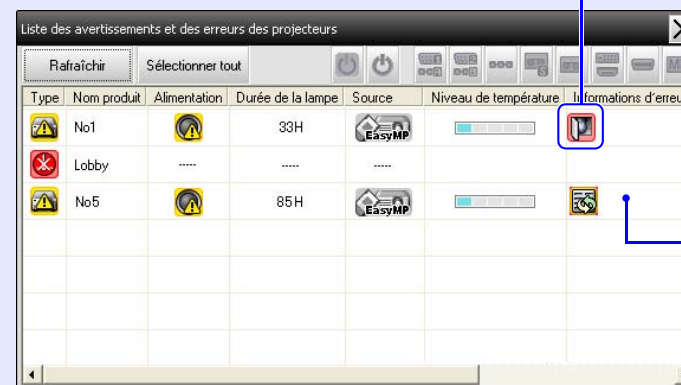 Liste des avertissements et des erreurs des projecteurs
Rafraîchir Sélectionner tout
Type Nom produit Alimentation Durée de la lampe Source Niveau de température Informations d'erreu
No1 33H EasyMP
Lobby ----- ----- -----
No5 85H EasyMP